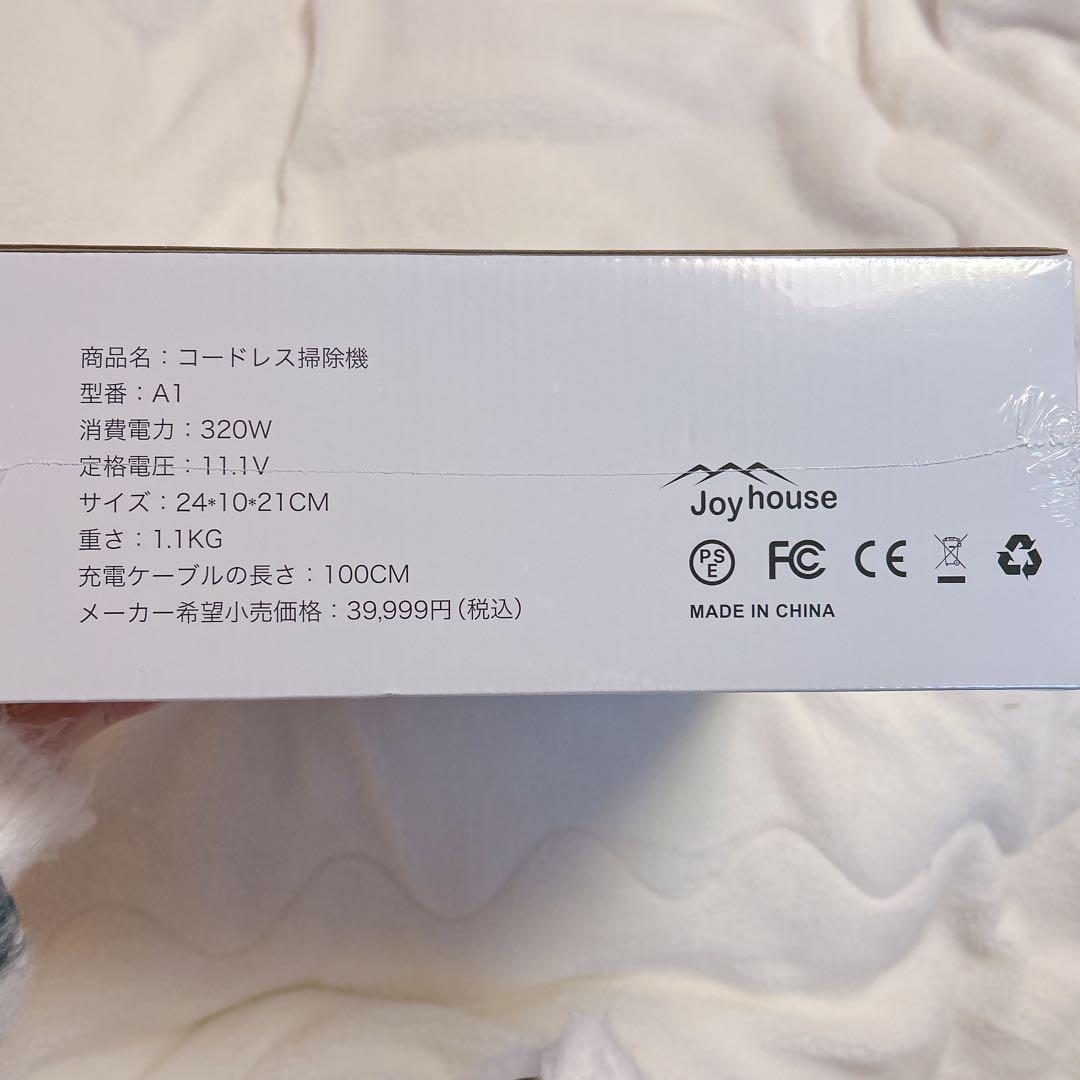 商品名：コードレス掃除機
型番：A1
消費電力：320W
定格電圧：11.1V
サイズ：24*10*21CM
重さ：1.1KG
充電ケーブルの長さ：100CM
メーカー希望小売価格：39,999円（税込）
Joyhouse
PSE FC CE
MADE IN CHINA